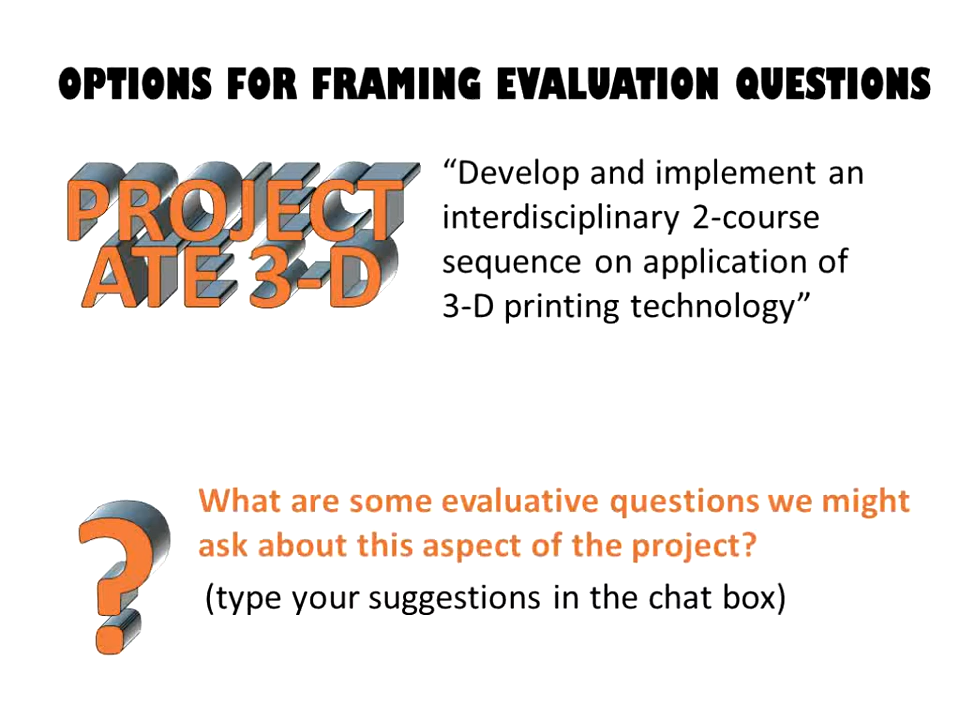 OPTIONS FOR FRAMING EVALUATION QUESTIONS
PROJECT
ATE 3-D
“Develop and implement an
interdisciplinary 2-course
sequence on application of
3-D printing technology”
?
What are some evaluative questions we might
ask about this aspect of the project?
(type your suggestions in the chat box)